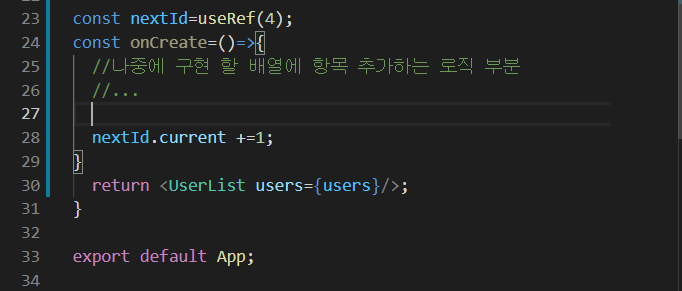 23 const nextId=useRef(4);
24 const onCreate=()=>{
25 //나중에 구현 할 배열에 항목 추가하는 로직 부분
26 //...
27
28 nextId.current +=1;
29 }
30 return <UserList users={users}/>;
31 }
32
33 export default App;
34